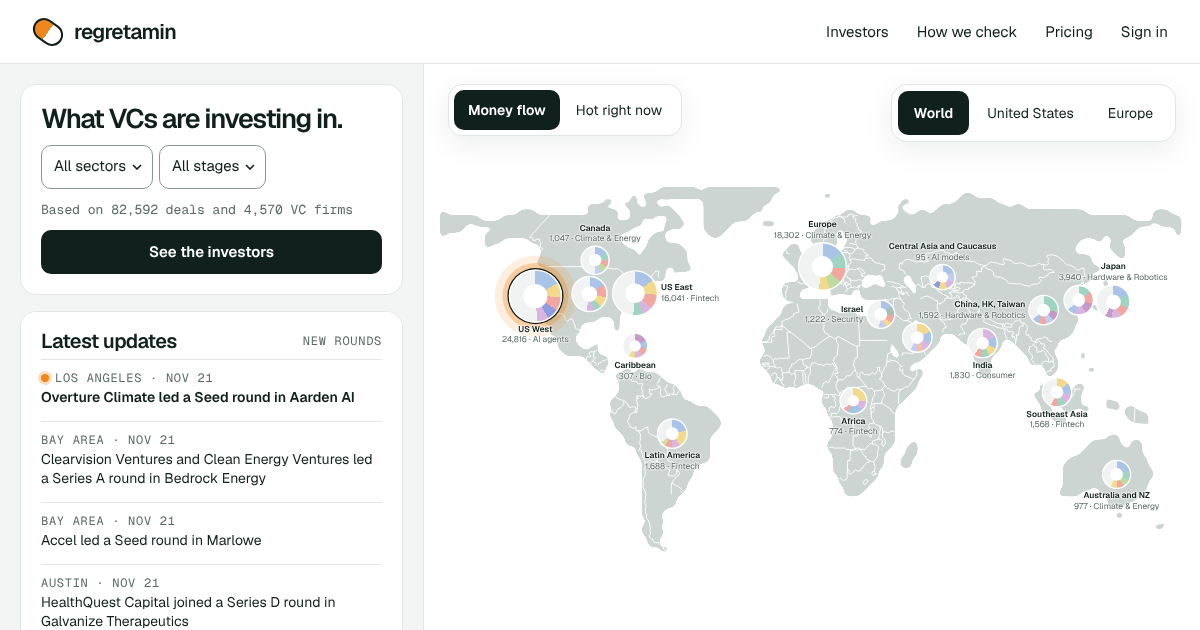 regretamin
Investors
How we check
Pricing
Sign in
What VCs are investing in.
All sectors
All stages
Based on 82,592 deals and 4,570 VC firms
See the investors
Latest updates
NEW ROUNDS
LOS ANGELES · NOV 21
Overture Climate led a Seed round in Aarden AI
BAY AREA · NOV 21
Clearvision Ventures and Clean Energy Ventures led
a Series A round in Bedrock Energy
BAY AREA · NOV 21
Accel led a Seed round in Marlowe
AUSTIN · NOV 21
HealthQuest Capital joined a Series D round in
Galvanize Therapeutics
Money flow
Hot right now
World
United States
Europe
Canada
1,047 · Climate & Energy
Europe
18,302 · Climate & Energy
Central Asia and Caucasus
95 · AI models
Japan
3,940 · Hardware & Robotics
US East
16,041 · Fintech
US West
24,816 · AI agents
Israel
1,222 · Security
China, HK, Taiwan
1,592 · Hardware & Robotics
Caribbean
307 · Bio
India
1,830 · Consumer
Southeast Asia
1,568 · Fintech
Africa
774 · Fintech
Latin America
1,688 · Fintech
Australia and NZ
977 · Climate & Energy